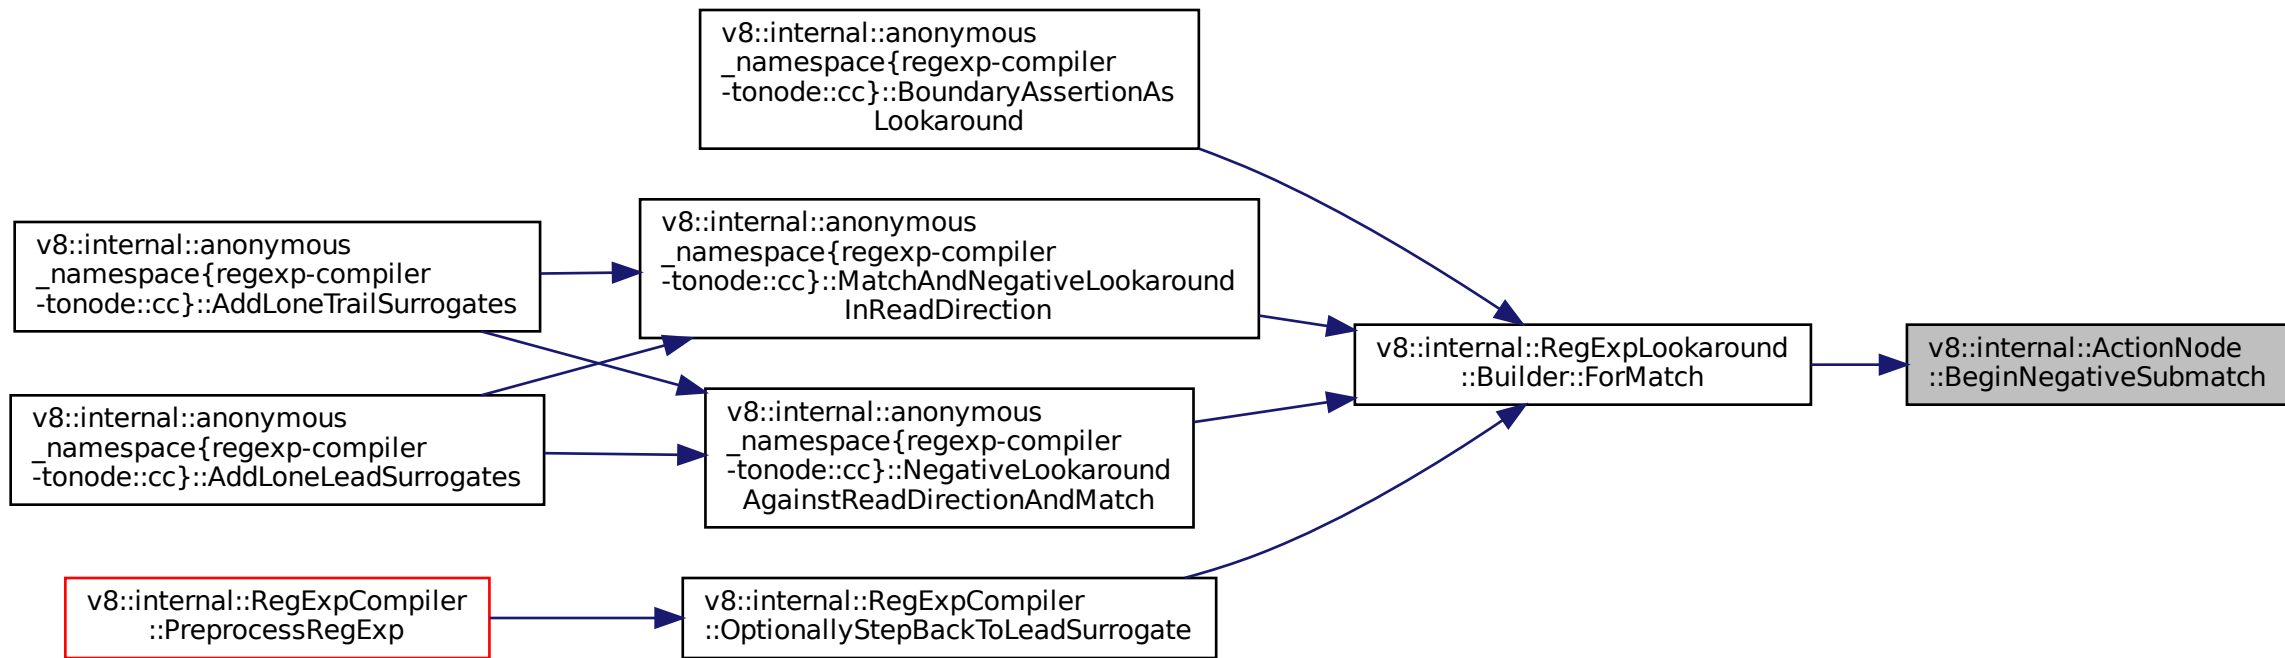 v8::internal::anonymous
_namespace{regexp-compiler
-tonode::cc}::BoundaryAssertionAs
Lookaround
v8::internal::anonymous
_namespace{regexp-compiler
-tonode::cc}::AddLoneTrailSurrogates
v8::internal::anonymous
_namespace{regexp-compiler
-tonode::cc}::MatchAndNegativeLookaround
InReadDirection
v8::internal::RegExpLookaround
::Builder::ForMatch
v8::internal::ActionNode
::BeginNegativeSubmatch
v8::internal::anonymous
_namespace{regexp-compiler
-tonode::cc}::AddLoneLeadSurrogates
v8::internal::anonymous
_namespace{regexp-compiler
-tonode::cc}::NegativeLookaround
AgainstReadDirectionAndMatch
v8::internal::RegExpCompiler
::PreprocessRegExp
v8::internal::RegExpCompiler
::OptionallyStepBackToLeadSurrogate